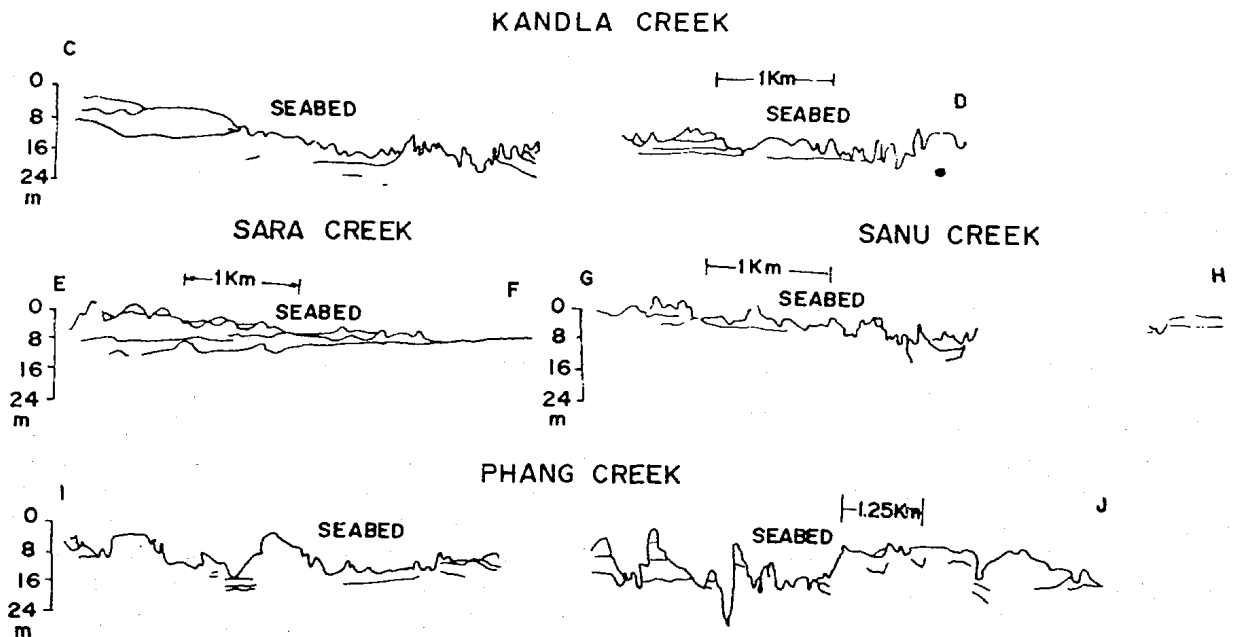 KANDLA CREEK
C
0
8
16
24
m
SEABED
1Km
SEABED
D
SARA CREEK
E
0
8
16
24
m
1Km
SEABED
F
SANU CREEK
G
0
8
16
24
m
1Km
SEABED
H
PHANG CREEK
I
0
8
16
24
m
SEABED
SEABED
1.25Km
J